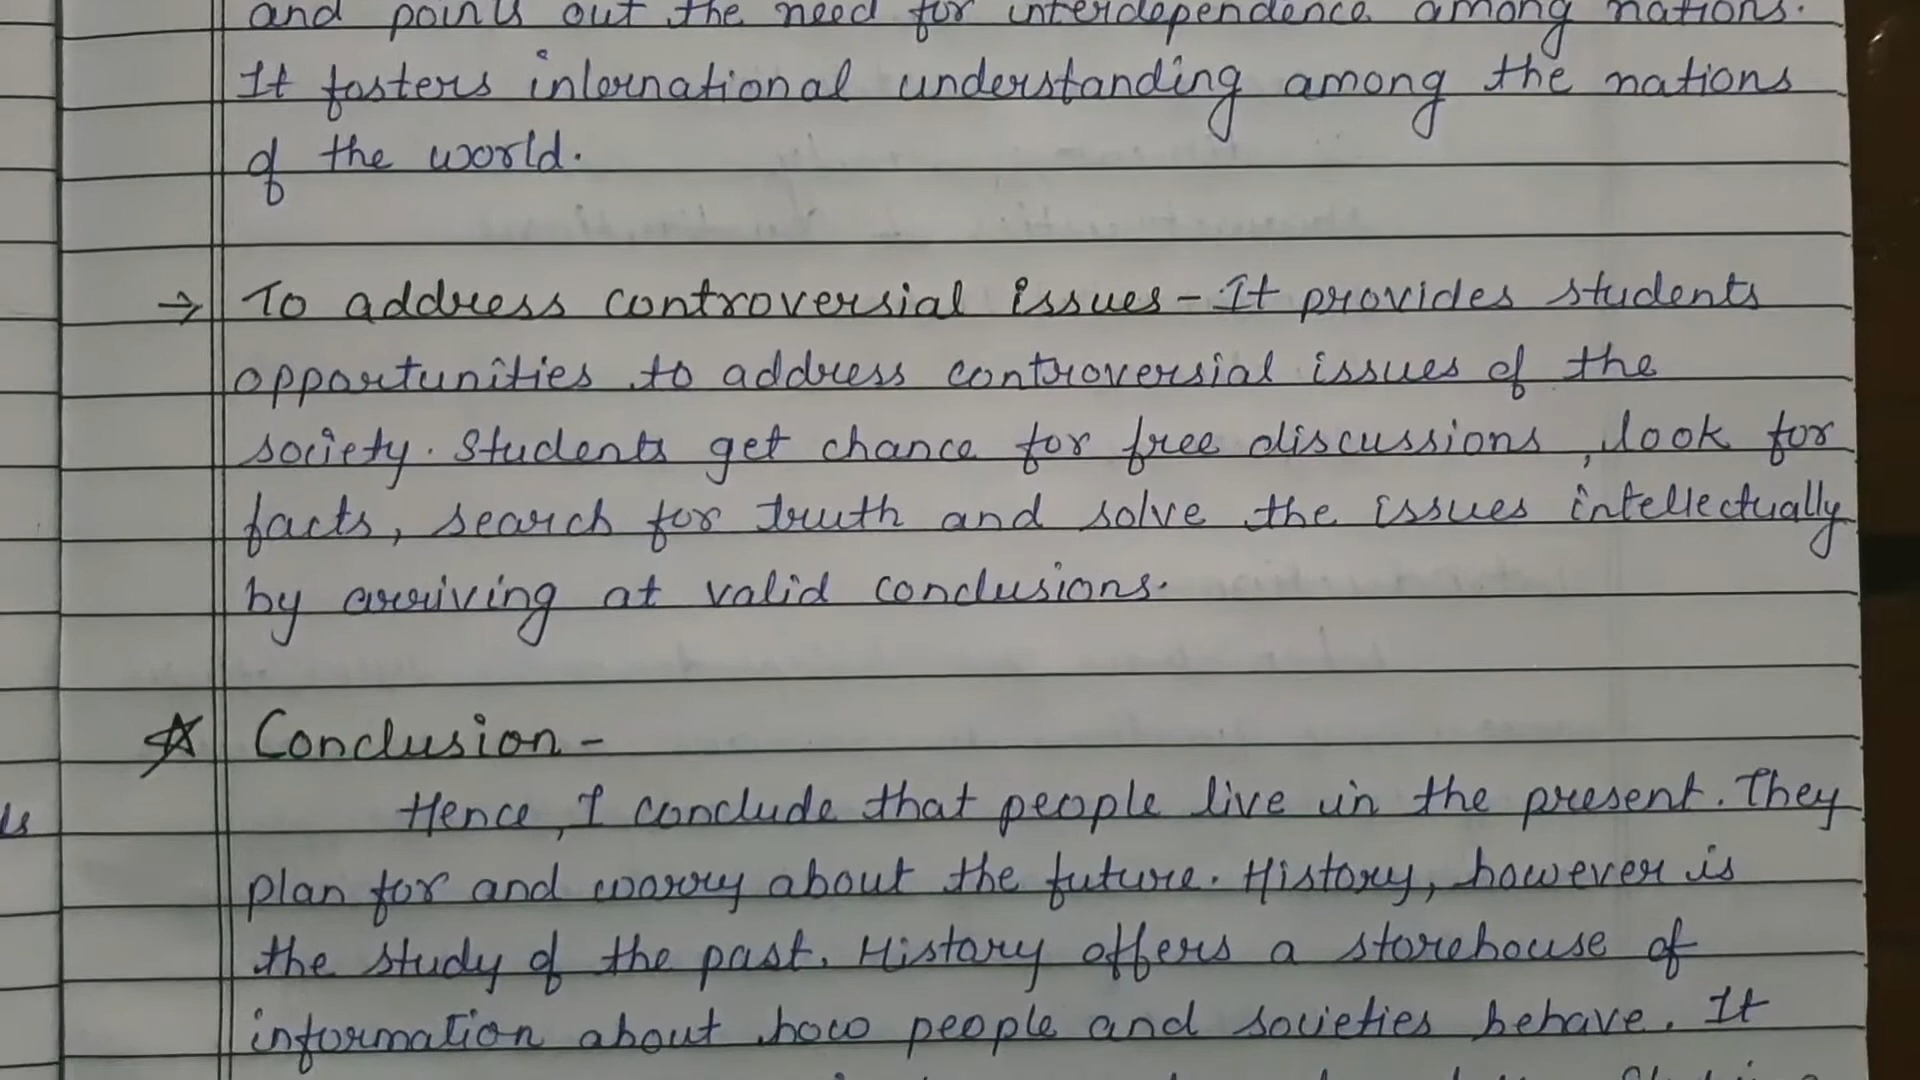 and points out the need for interdependence among nations.
It fosters international understanding among the nations
of the world.
→ To address controversial issues - It provides students
opportunities to address controversial issues of the
society. Students get chance for free discussions, look for
facts, search for truth and solve the issues intellectually
by arriving at valid conclusions.
☆ Conclusion -
Hence, I conclude that people live in the present. They
plan for and worry about the future. History, however is
the study of the past. History offers a storehouse of
information about how people and societies behave. It